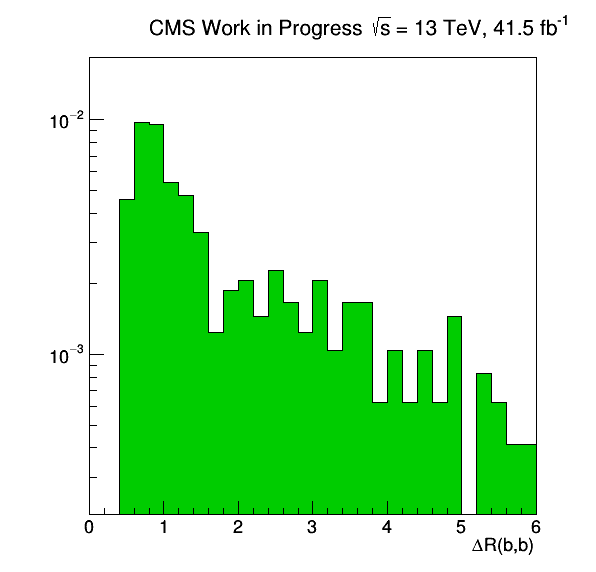 CMS Work in Progress √s = 13 TeV, 41.5 fb⁻¹
10⁻²
10⁻³
0 1 2 3 4 5 6
ΔR(b,b)